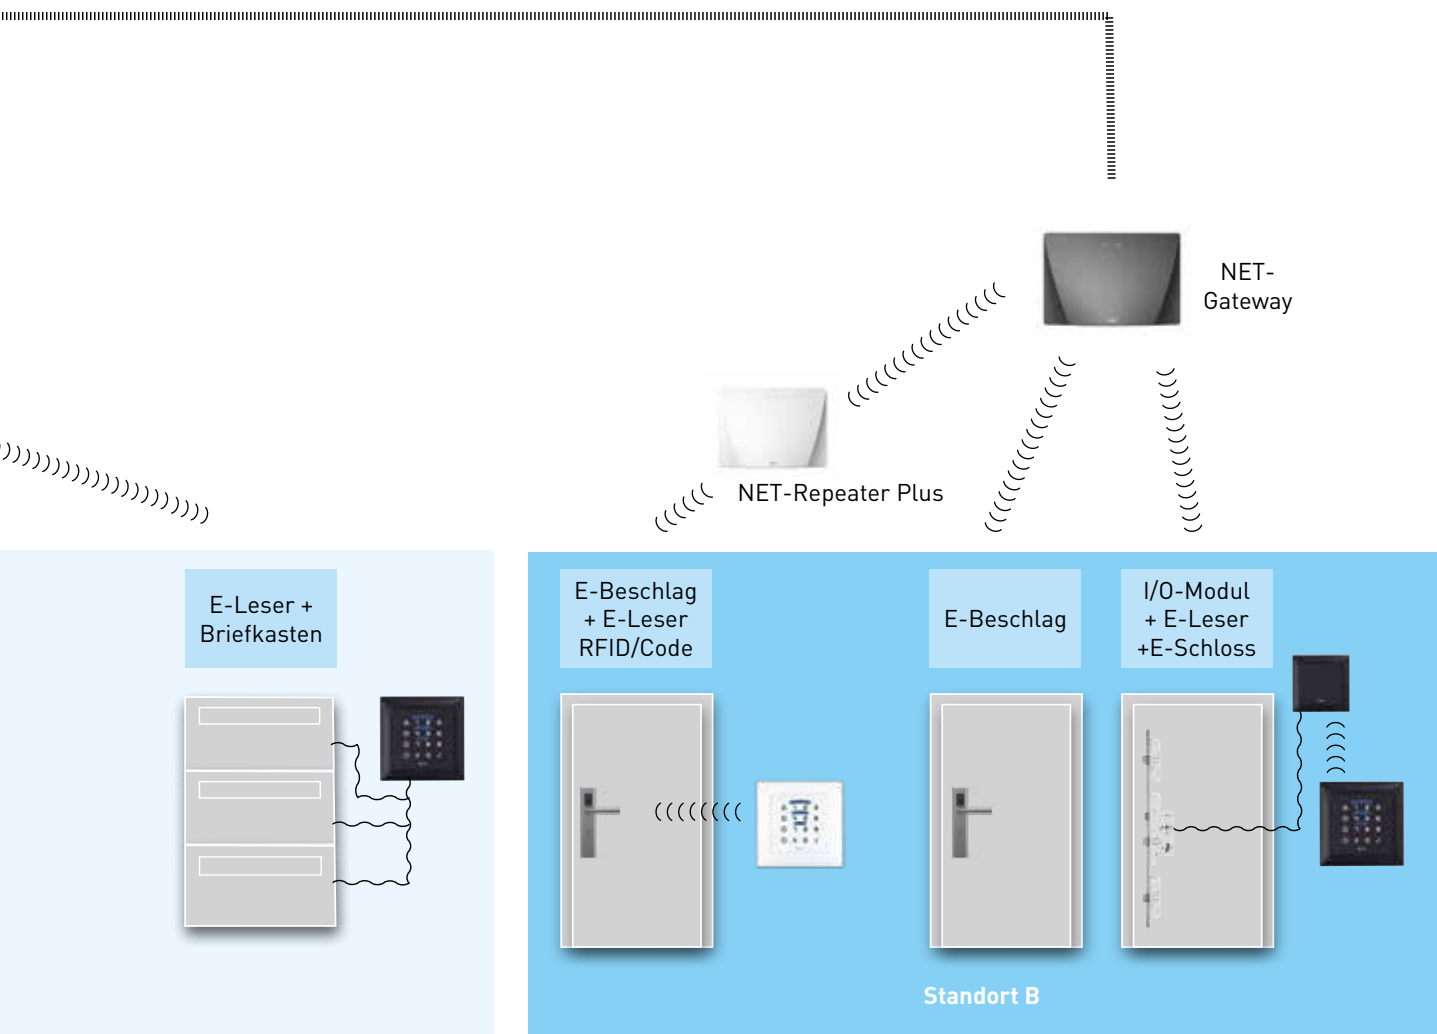 NET-
Gateway
NET-Repeater Plus
E-Leser +
Briefkasten
E-Beschlag
+ E-Leser
RFID/Code
E-Beschlag
I/O-Modul
+ E-Leser
+E-Schloss
Standort B